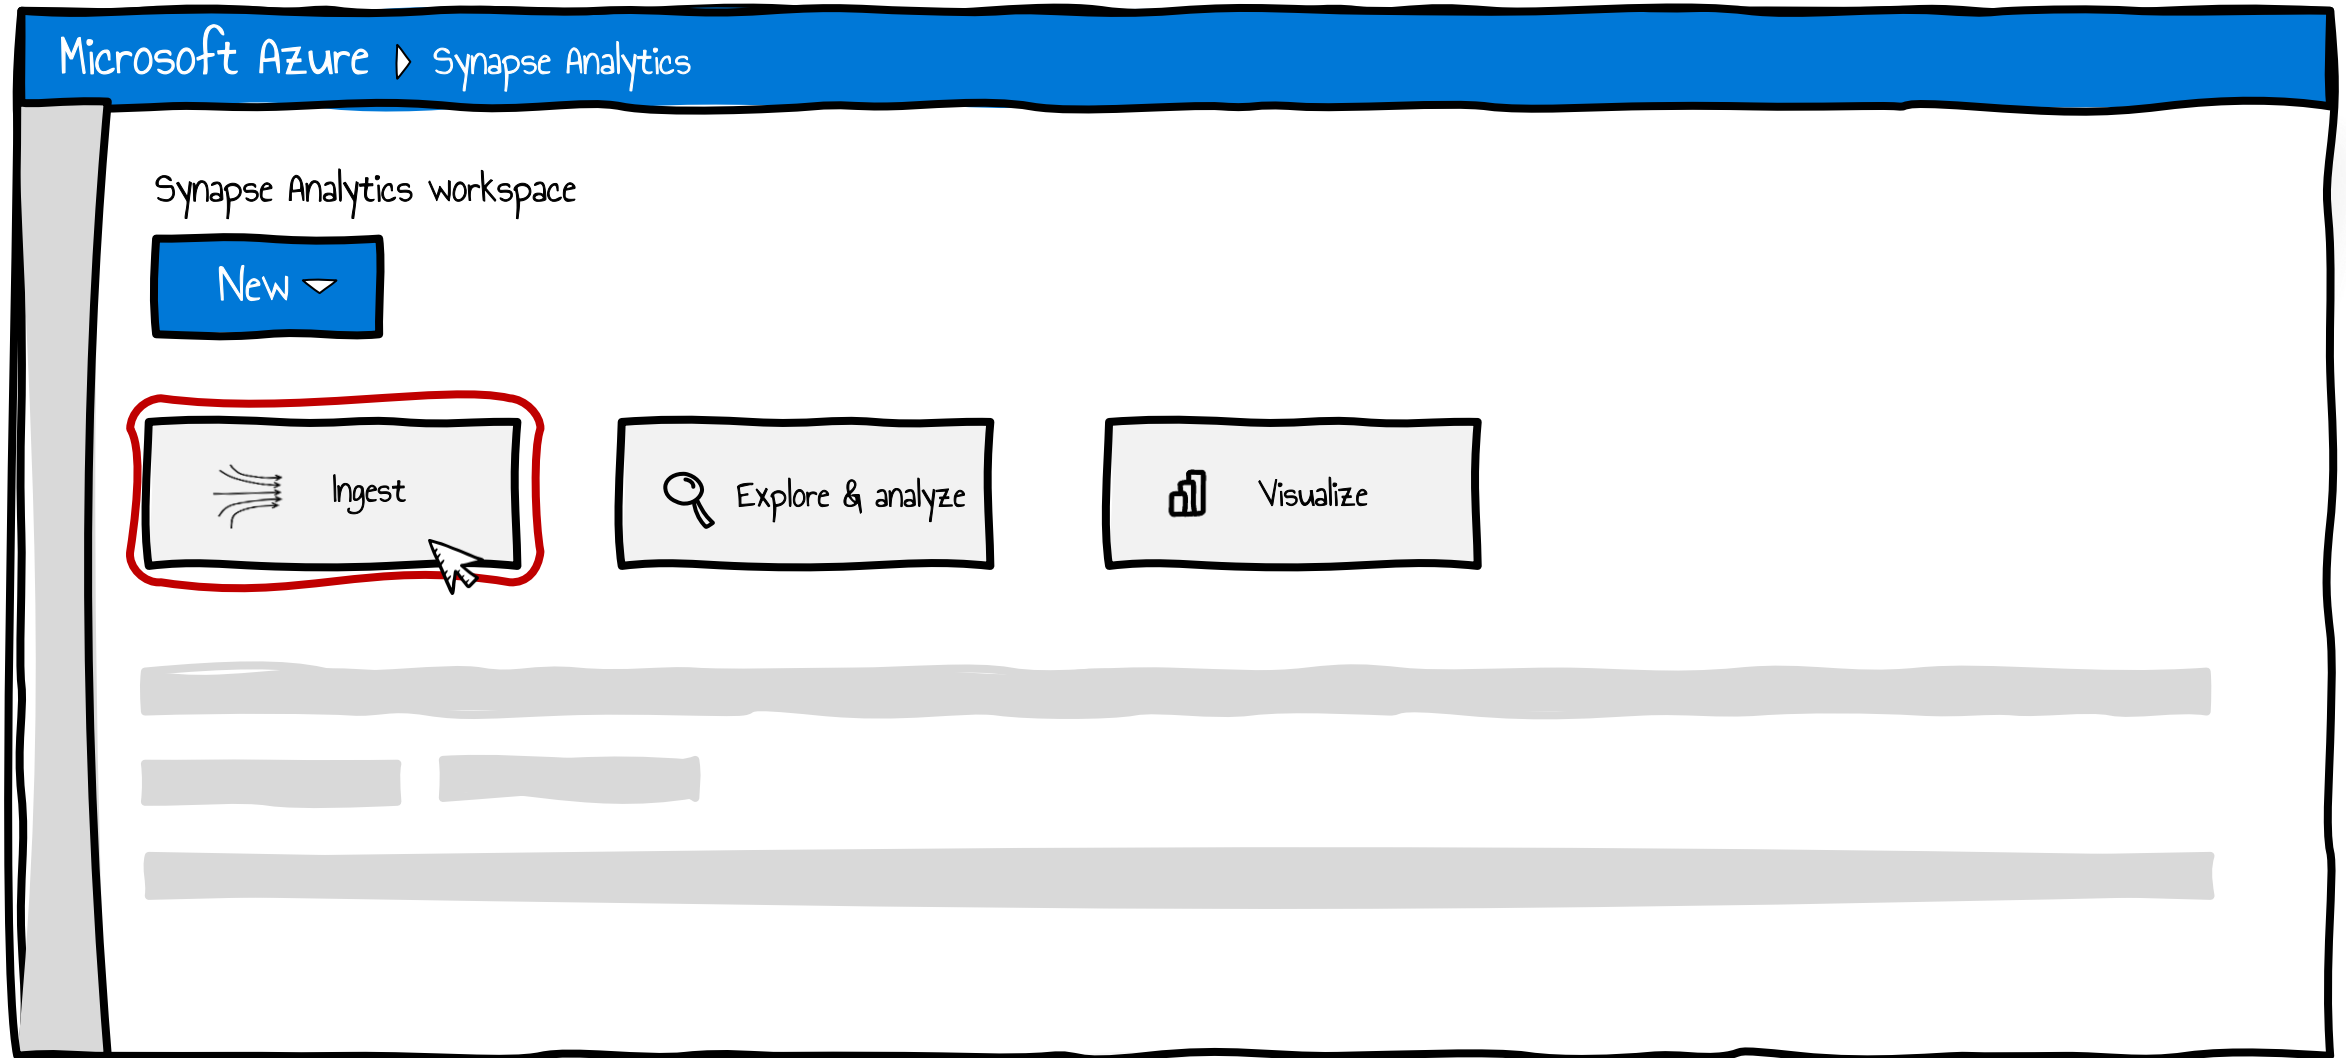 Microsoft Azure Synapse Analytics
Synapse Analytics workspace
New
Ingest
Explore & analyze
Visualize